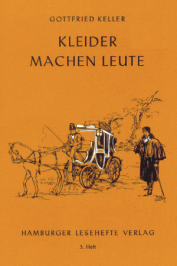 GOTTFRIED KELLER
KLEIDER
MACHEN LEUTE
HAMBURGER LESEHEFTE VERLAG
3. Heft